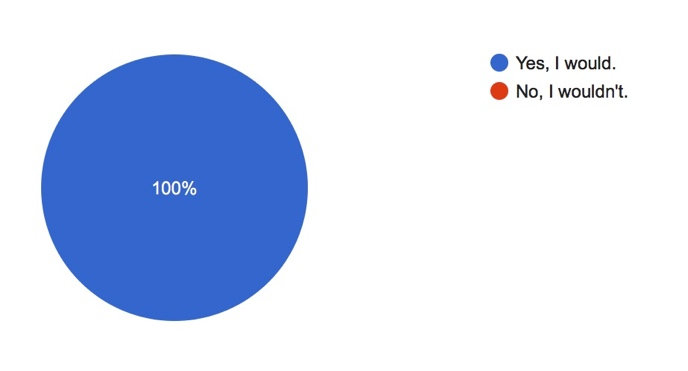 Yes, I would.
No, I wouldn't.
100%